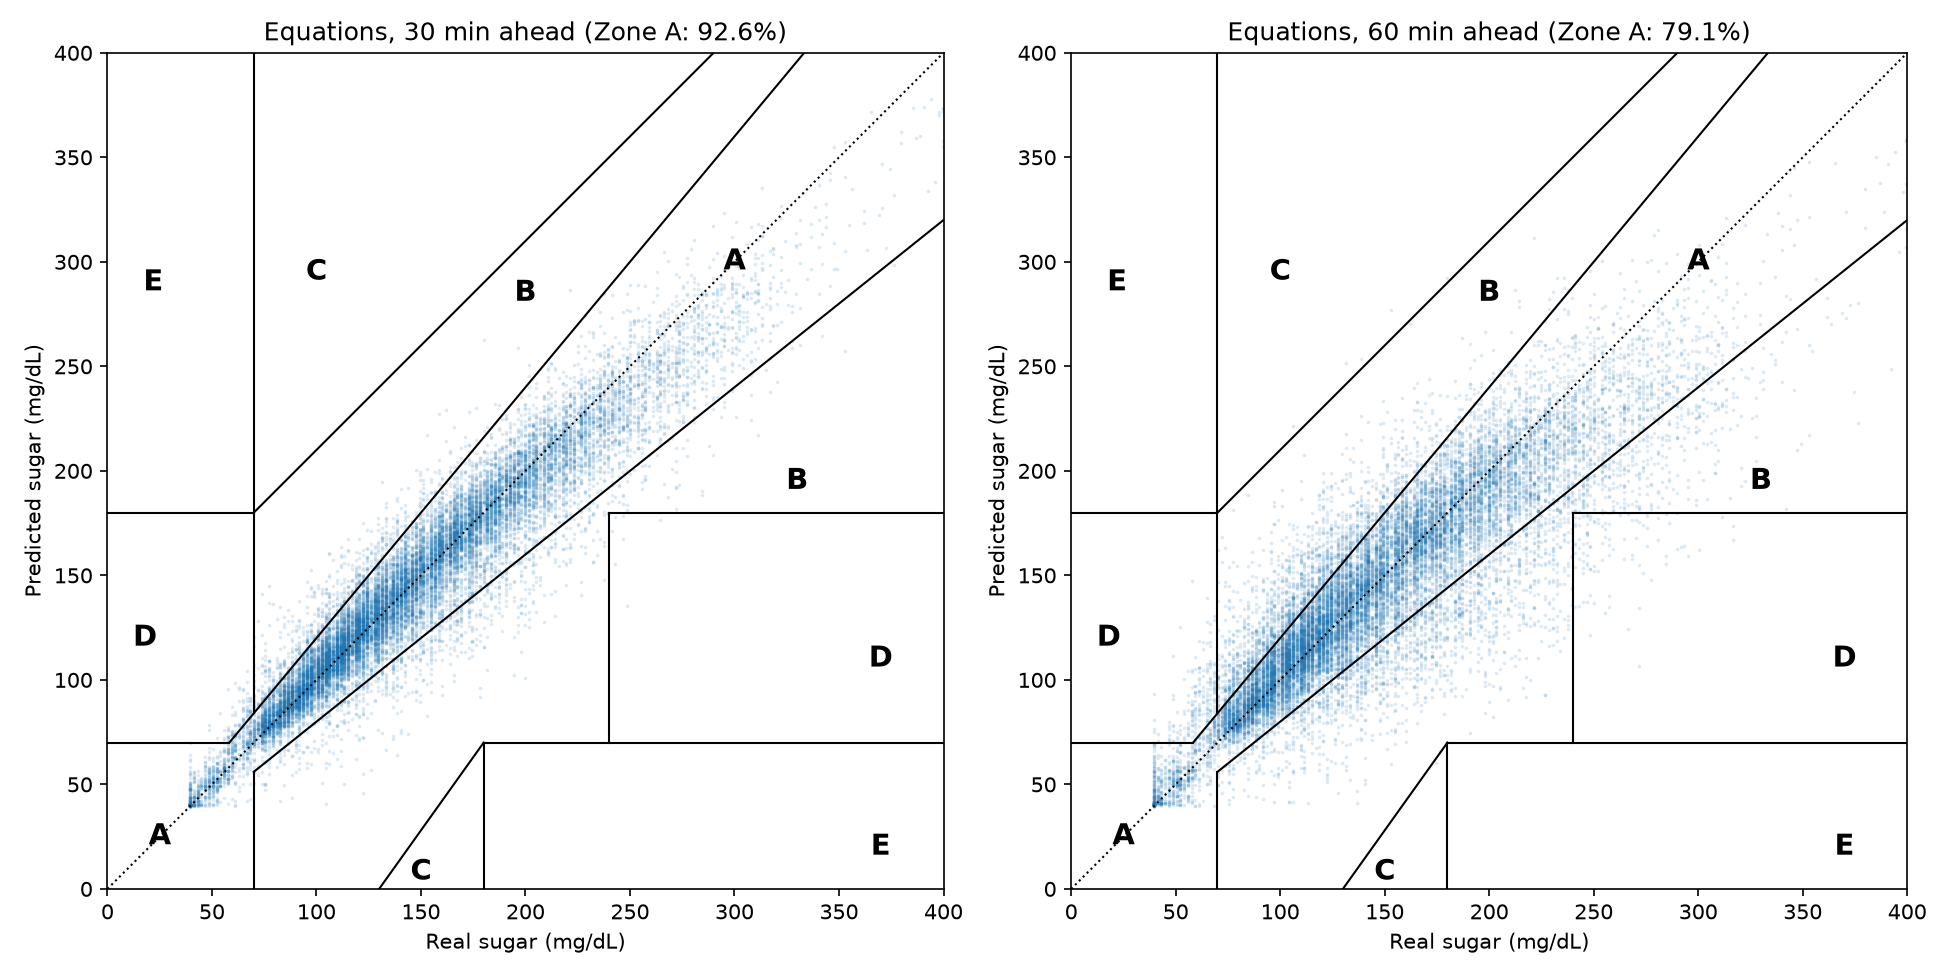 Equations, 30 min ahead (Zone A: 92.6%)
Predicted sugar (mg/dL)
400
350
300
250
200
150
100
50
0
E
C
B
A
B
D
D
A
C
E
0 50 100 150 200 250 300 350 400
Real sugar (mg/dL)
Equations, 60 min ahead (Zone A: 79.1%)
Predicted sugar (mg/dL)
400
350
300
250
200
150
100
50
0
E
C
B
A
B
D
D
A
C
E
0 50 100 150 200 250 300 350 400
Real sugar (mg/dL)